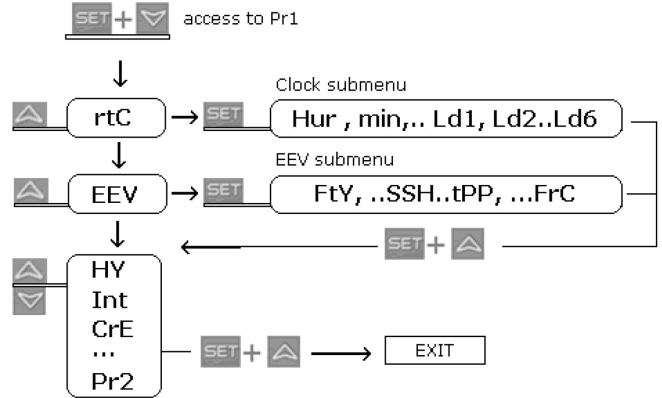 SET + access to Pr1
Clock submenu
rtC SET Hur , min,.. Ld1, Ld2..Ld6
EEV submenu
EEV SET FtY, ..SSH..tPP, ...FrC
SET +
HY
Int
CrE
...
Pr2
SET + EXIT